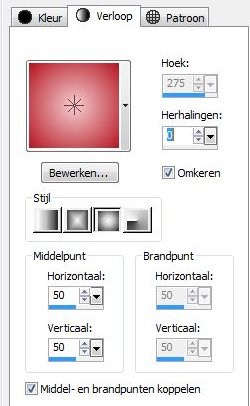 Kleur Verloop Patroon
Hoek:
275
Herhalingen:
0
Bewerken...
Omkeren
Stijl
Middelpunt Brandpunt
Horizontaal: Horizontaal:
50 50
Verticaal: Verticaal:
50 50
Middel- en brandpunten koppelen